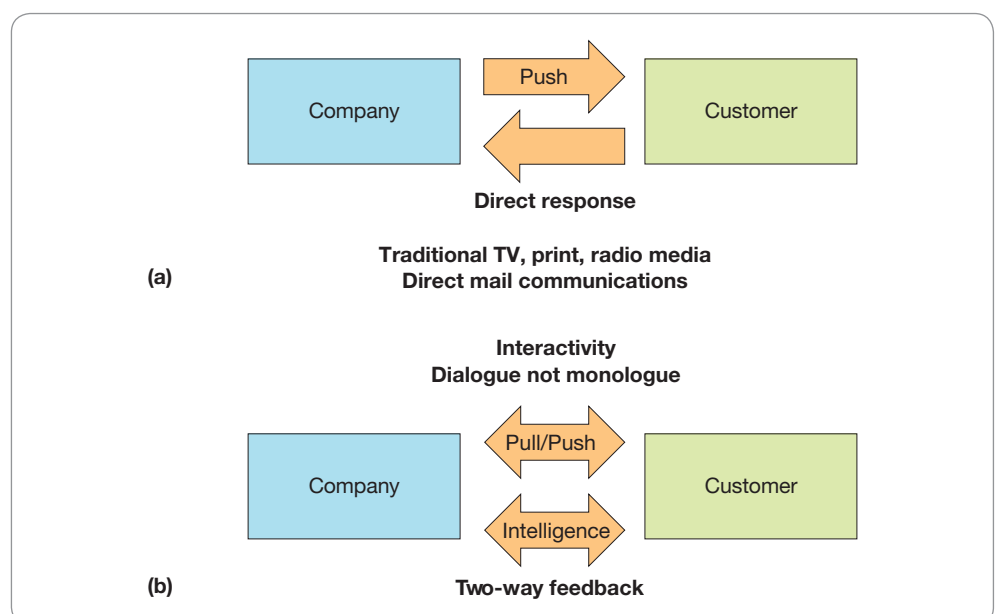 Company
Push
Customer
Direct response
Traditional TV, print, radio media
(a)
Direct mail communications
Interactivity
Dialogue not monologue
Pull/Push
Company
Customer
Intelligence
(b)
Two-way feedback